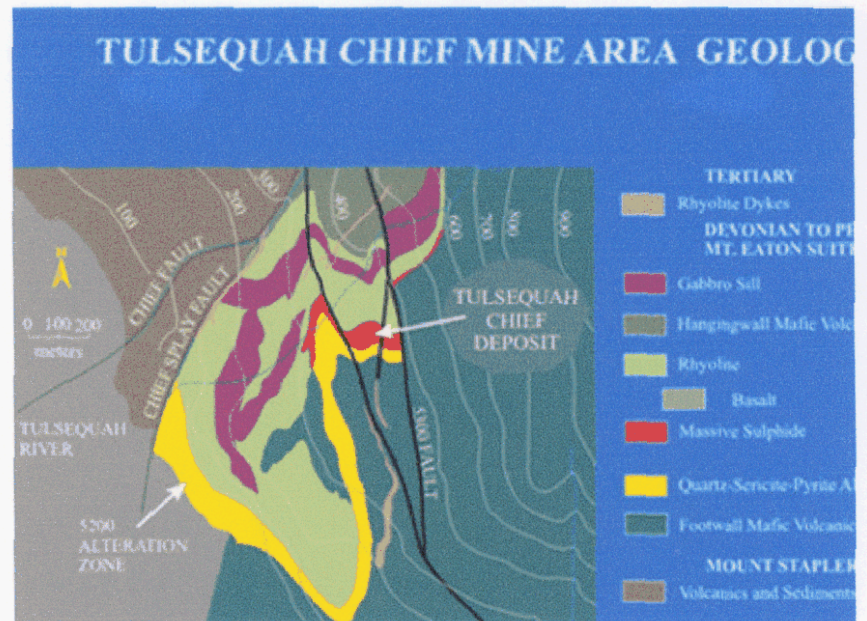 TULSEQUAH CHIEF MINE AREA GEOLOG
TERTIARY
Rhyolite Dykes
DEVONIAN TO PE
MT. EATON SUITE
Gabbro Sill
Hangingwall Mafic Volc
Rhyolite
Basalt
Massive Sulphide
Quartz-Sericite-Pyrite Al
Footwall Mafic Volcanic
MOUNT STAPLER
Volcanics and Sediments
100
200
300
400
600
700
800
900
N
0 100 200
meters
CHIEF FAULT
CHIEF SPLAY FAULT
TULSEQUAH
CHIEF
DEPOSIT
TULSEQUAH
RIVER
5300 FAULT
5200
ALTERATION
ZONE